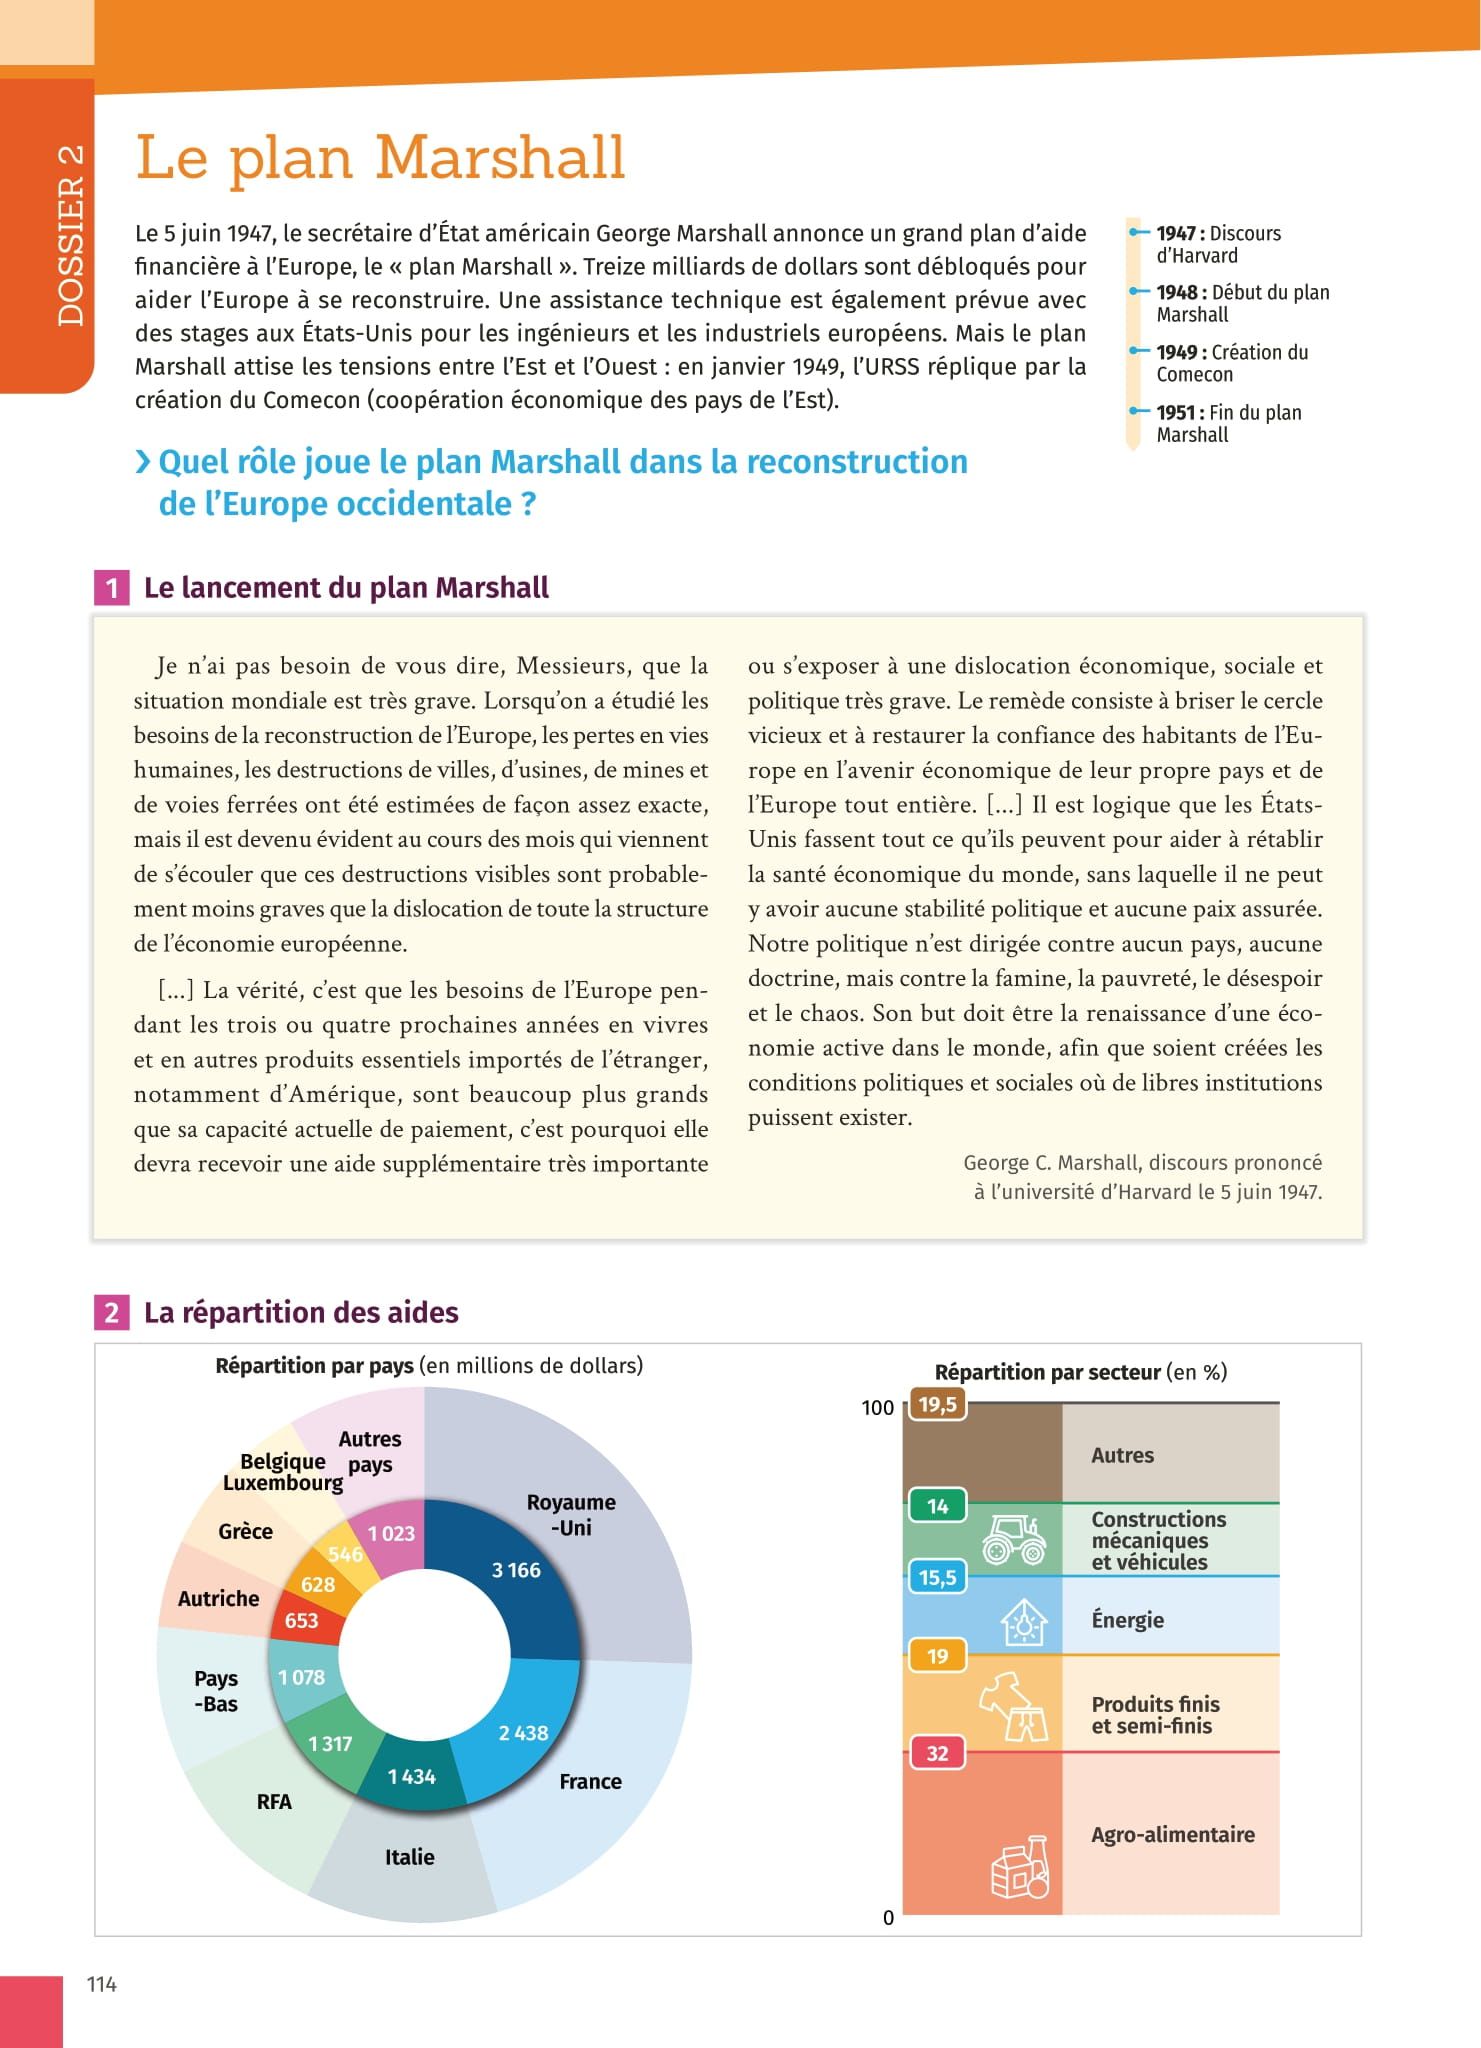 DOSSIER 2
Le plan Marshall
Le 5 juin 1947, le secrétaire d’État américain George Marshall annonce un grand plan d’aide
financière à l’Europe, le « plan Marshall ». Treize milliards de dollars sont débloqués pour
aider l’Europe à se reconstruire. Une assistance technique est également prévue avec
des stages aux États-Unis pour les ingénieurs et les industriels européens. Mais le plan
Marshall attise les tensions entre l’Est et l’Ouest : en janvier 1949, l’URSS réplique par la
création du Comecon (coopération économique des pays de l’Est).
1947 : Discours
d’Harvard
1948 : Début du plan
Marshall
1949 : Création du
Comecon
1951 : Fin du plan
Marshall
› Quel rôle joue le plan Marshall dans la reconstruction
de l’Europe occidentale ?
1 Le lancement du plan Marshall
Je n’ai pas besoin de vous dire, Messieurs, que la
situation mondiale est très grave. Lorsqu’on a étudié les
besoins de la reconstruction de l’Europe, les pertes en vies
humaines, les destructions de villes, d’usines, de mines et
de voies ferrées ont été estimées de façon assez exacte,
mais il est devenu évident au cours des mois qui viennent
de s’écouler que ces destructions visibles sont probable-
ment moins graves que la dislocation de toute la structure
de l’économie européenne.
[...] La vérité, c’est que les besoins de l’Europe pen-
dant les trois ou quatre prochaines années en vivres
et en autres produits essentiels importés de l’étranger,
notamment d’Amérique, sont beaucoup plus grands
que sa capacité actuelle de paiement, c’est pourquoi elle
devra recevoir une aide supplémentaire très importante
ou s’exposer à une dislocation économique, sociale et
politique très grave. Le remède consiste à briser le cercle
vicieux et à restaurer la confiance des habitants de l’Eu-
rope en l’avenir économique de leur propre pays et de
l’Europe tout entière. [...] Il est logique que les États-
Unis fassent tout ce qu’ils peuvent pour aider à rétablir
la santé économique du monde, sans laquelle il ne peut
y avoir aucune stabilité politique et aucune paix assurée.
Notre politique n’est dirigée contre aucun pays, aucune
doctrine, mais contre la famine, la pauvreté, le désespoir
et le chaos. Son but doit être la renaissance d’une éco-
nomie active dans le monde, afin que soient créées les
conditions politiques et sociales où de libres institutions
puissent exister.
George C. Marshall, discours prononcé
à l’université d’Harvard le 5 juin 1947.
2 La répartition des aides
Répartition par pays (en millions de dollars)
Royaume
-Uni
3 166
France
2 438
Italie
1 434
RFA
1 317
Pays
-Bas
1 078
Autriche
653
Grèce
628
Belgique
Luxembourg
546
Autres
pays
1 023
Répartition par secteur (en %)
100
19,5
Autres
14
Constructions
mécaniques
et véhicules
15,5
Énergie
19
Produits finis
et semi-finis
32
Agro-alimentaire
0
114